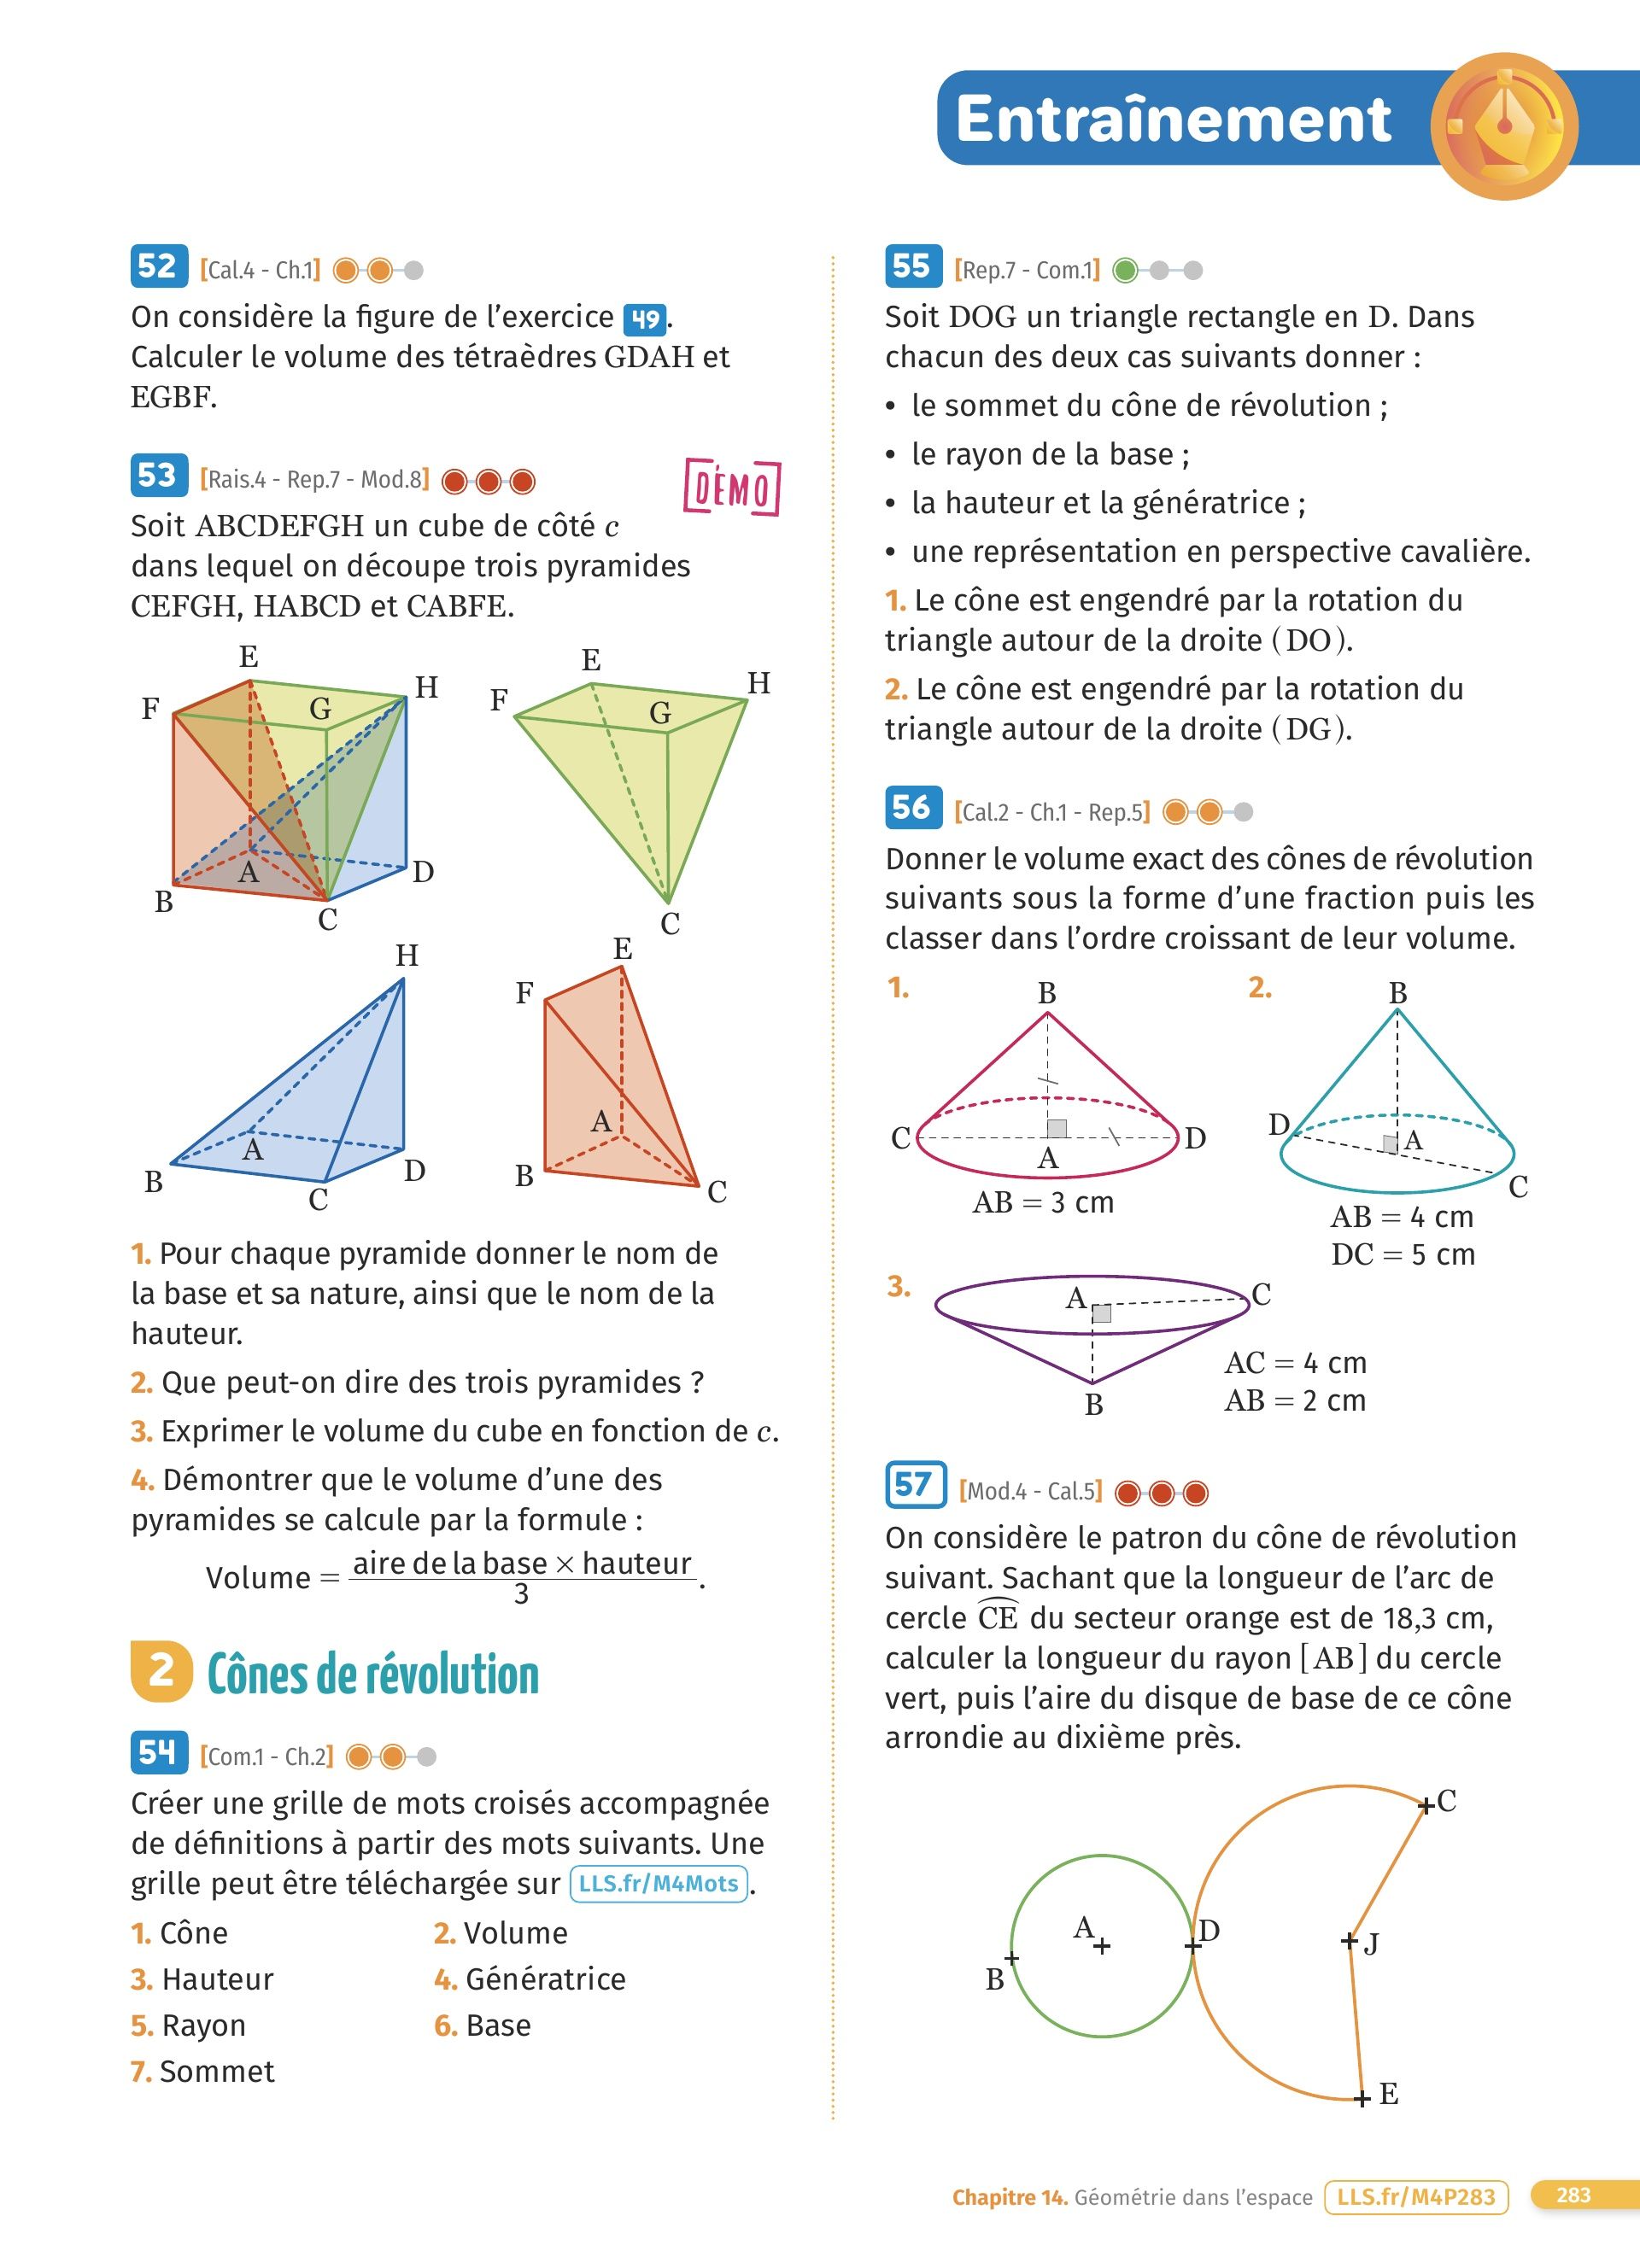 Entraînement
52 [Cal.4 - Ch.1]
On considère la figure de l'exercice 49.
Calculer le volume des tétraèdres GDAH et
EGBF.
53 [Rais.4 - Rep.7 - Mod.8]
DÉMO
Soit ABCDEFGH un cube de côté c
dans lequel on découpe trois pyramides
CEFGH, HABCD et CABFE.
E
F
G
H
A
B
C
D
E
F
G
H
C
H
A
B
C
D
E
F
A
B
C
1. Pour chaque pyramide donner le nom de
la base et sa nature, ainsi que le nom de la
hauteur.
2. Que peut-on dire des trois pyramides ?
3. Exprimer le volume du cube en fonction de c.
4. Démontrer que le volume d'une des
pyramides se calcule par la formule :
Volume = aire de la base × hauteur / 3.
2 Cônes de révolution
54 [Com.1 - Ch.2]
Créer une grille de mots croisés accompagnée
de définitions à partir des mots suivants. Une
grille peut être téléchargée sur LLS.fr/M4Mots.
1. Cône
2. Volume
3. Hauteur
4. Génératrice
5. Rayon
6. Base
7. Sommet
55 [Rep.7 - Com.1]
Soit DOG un triangle rectangle en D. Dans
chacun des deux cas suivants donner :
• le sommet du cône de révolution ;
• le rayon de la base ;
• la hauteur et la génératrice ;
• une représentation en perspective cavalière.
1. Le cône est engendré par la rotation du
triangle autour de la droite (DO).
2. Le cône est engendré par la rotation du
triangle autour de la droite (DG).
56 [Cal.2 - Ch.1 - Rep.5]
Donner le volume exact des cônes de révolution
suivants sous la forme d'une fraction puis les
classer dans l'ordre croissant de leur volume.
1.
B
C
A
D
AB = 3 cm
2.
B
D
A
C
AB = 4 cm
DC = 5 cm
3.
A
C
B
AC = 4 cm
AB = 2 cm
57 [Mod.4 - Cal.5]
On considère le patron du cône de révolution
suivant. Sachant que la longueur de l'arc de
cercle CE du secteur orange est de 18,3 cm,
calculer la longueur du rayon [AB] du cercle
vert, puis l'aire du disque de base de ce cône
arrondie au dixième près.
C
A
D
J
B
E
Chapitre 14. Géométrie dans l'espace LLS.fr/M4P283 283